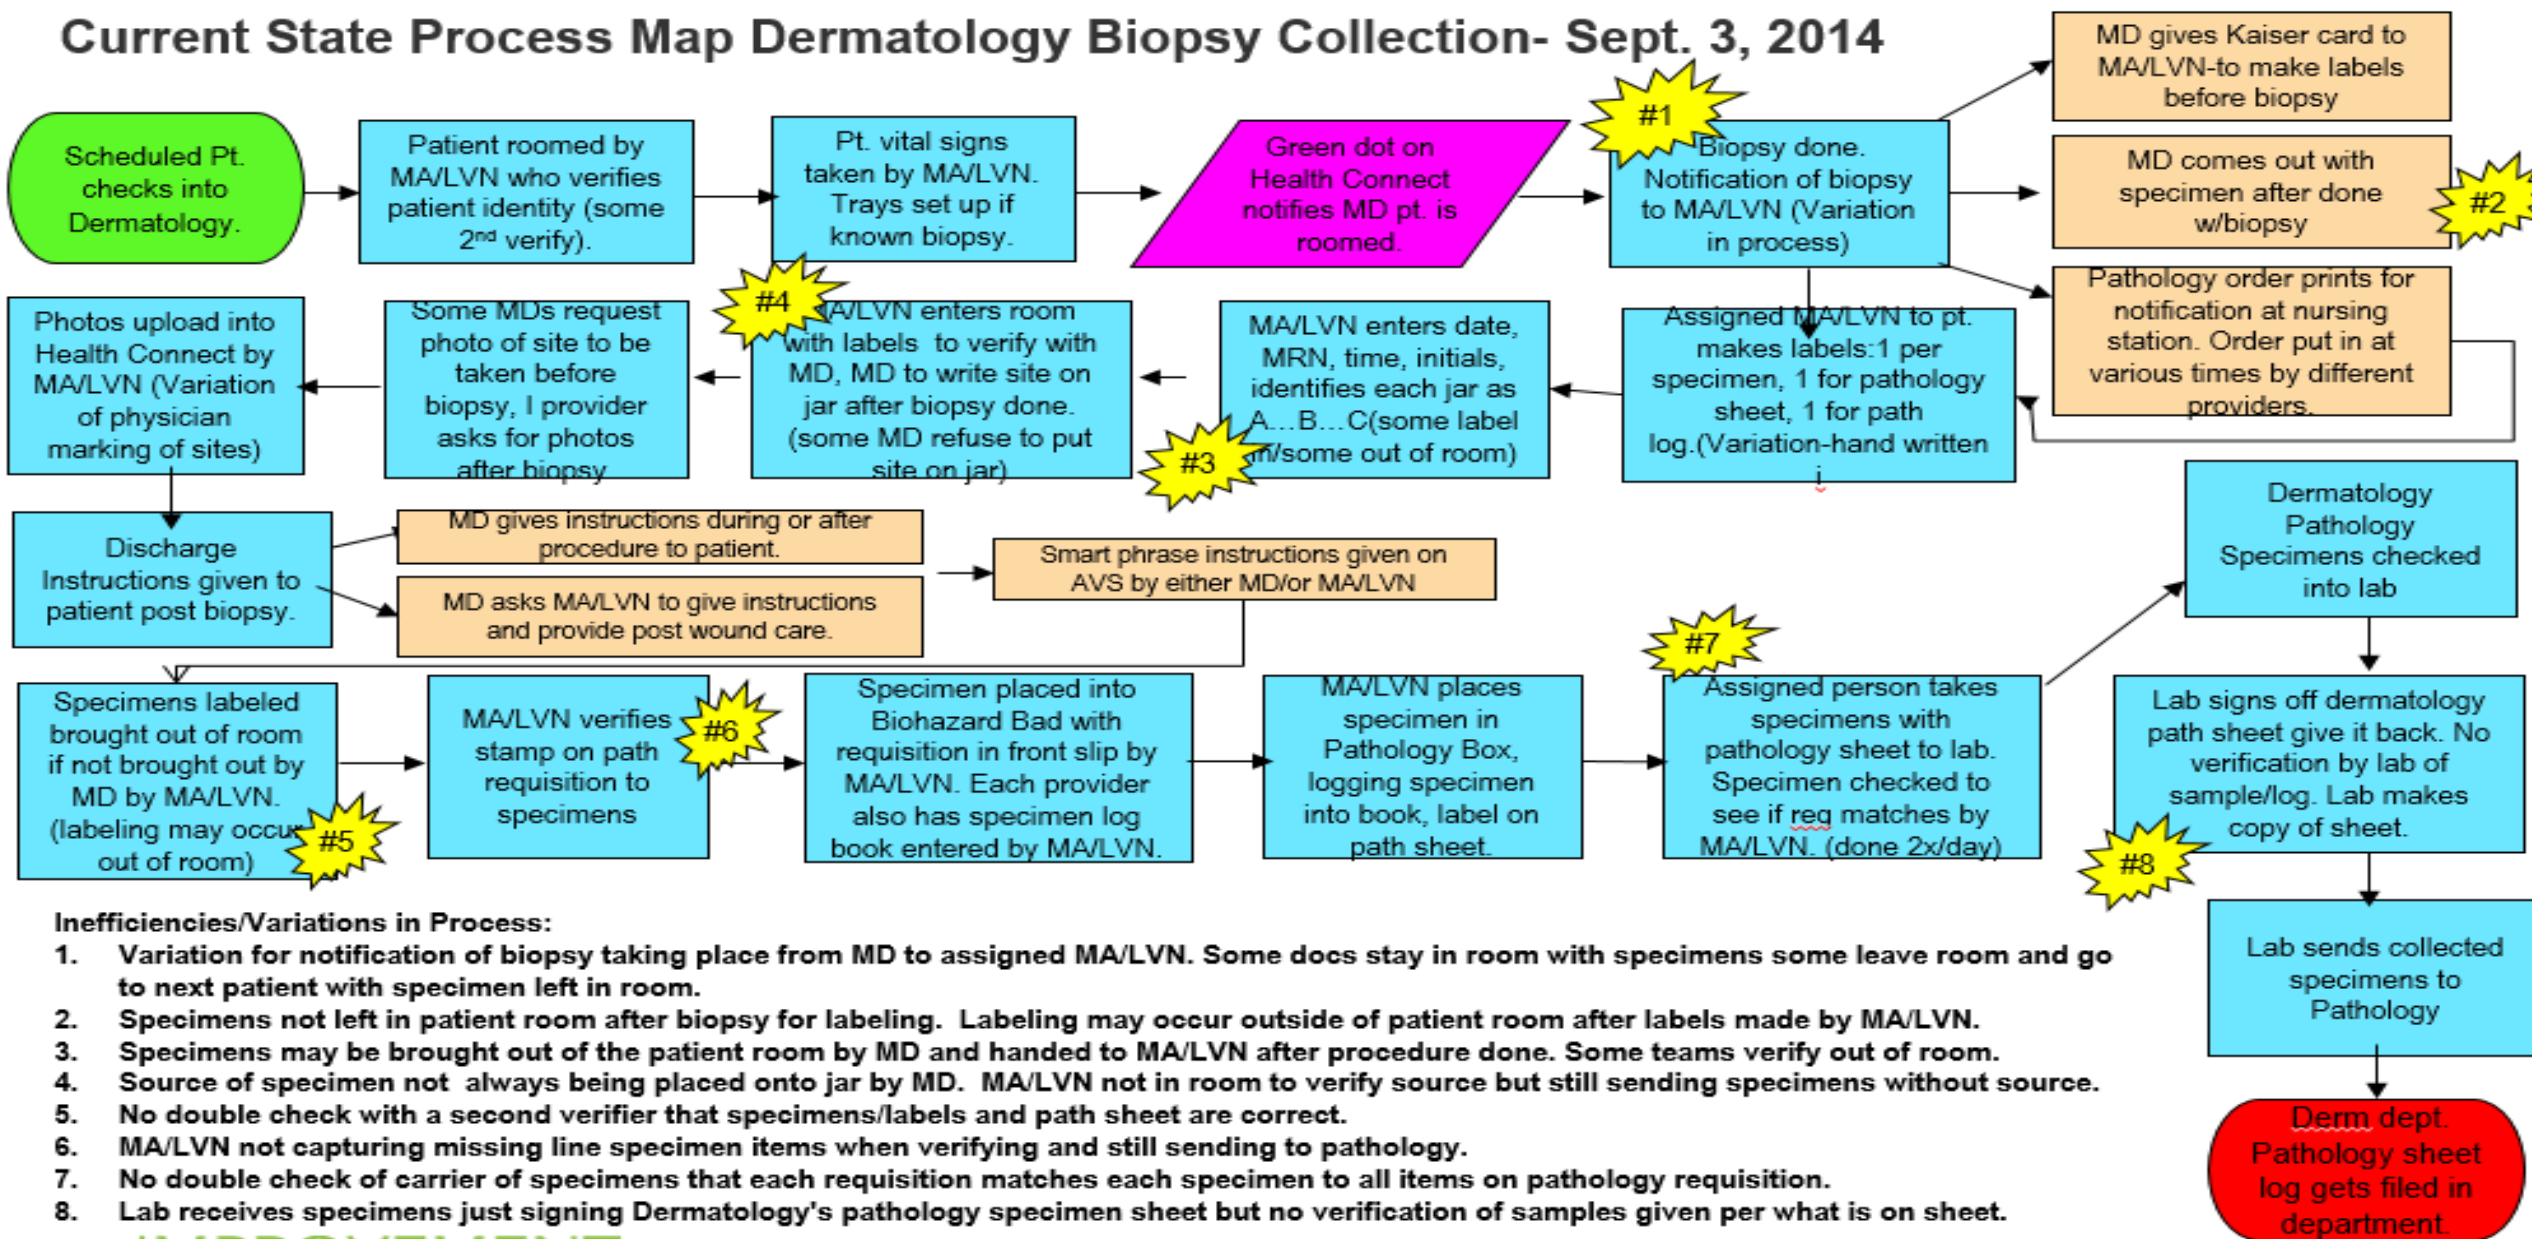 Current State Process Map Dermatology Biopsy Collection- Sept. 3, 2014
MD gives Kaiser card to
MA/LVN-to make labels
before biopsy
Scheduled Pt.
checks into
Dermatology.
Patient roomed by
MA/LVN who verifies
patient identity (some
2nd verify).
Pt. vital signs
taken by MA/LVN.
Trays set up if
known biopsy.
Green dot on
Health Connect
notifies MD pt. is
roomed.
#1
Biopsy done.
Notification of biopsy
to MA/LVN (Variation
in process)
MD comes out with
specimen after done
w/biopsy
#2
Pathology order prints for
notification at nursing
station. Order put in at
various times by different
providers.
Assigned MA/LVN to pt.
makes labels:1 per
specimen, 1 for pathology
sheet, 1 for path
log.(Variation-hand written
i
MA/LVN enters date,
MRN, time, initials,
identifies each jar as
A...B...C(some label
in/some out of room)
#3
#4
MA/LVN enters room
with labels to verify with
MD, MD to write site on
jar after biopsy done.
(some MD refuse to put
site on jar)
Some MDs request
photo of site to be
taken before
biopsy, I provider
asks for photos
after biopsy
Photos upload into
Health Connect by
MA/LVN (Variation
of physician
marking of sites)
Discharge
Instructions given to
patient post biopsy.
MD gives instructions during or after
procedure to patient.
MD asks MA/LVN to give instructions
and provide post wound care.
Smart phrase instructions given on
AVS by either MD/or MA/LVN
Specimens labeled
brought out of room
if not brought out by
MD by MA/LVN.
(labeling may occur
out of room)
#5
MA/LVN verifies
stamp on path
requisition to
specimens
#6
Specimen placed into
Biohazard Bad with
requisition in front slip by
MA/LVN. Each provider
also has specimen log
book entered by MA/LVN.
MA/LVN places
specimen in
Pathology Box,
logging specimen
into book, label on
path sheet.
#7
Assigned person takes
specimens with
pathology sheet to lab.
Specimen checked to
see if req matches by
MA/LVN. (done 2x/day)
Dermatology
Pathology
Specimens checked
into lab
Lab signs off dermatology
path sheet give it back. No
verification by lab of
sample/log. Lab makes
copy of sheet.
#8
Lab sends collected
specimens to
Pathology
Derm dept.
Pathology sheet
log gets filed in
department.
Inefficiencies/Variations in Process:
1. Variation for notification of biopsy taking place from MD to assigned MA/LVN. Some docs stay in room with specimens some leave room and go
to next patient with specimen left in room.
2. Specimens not left in patient room after biopsy for labeling. Labeling may occur outside of patient room after labels made by MA/LVN.
3. Specimens may be brought out of the patient room by MD and handed to MA/LVN after procedure done. Some teams verify out of room.
4. Source of specimen not always being placed onto jar by MD. MA/LVN not in room to verify source but still sending specimens without source.
5. No double check with a second verifier that specimens/labels and path sheet are correct.
6. MA/LVN not capturing missing line specimen items when verifying and still sending to pathology.
7. No double check of carrier of specimens that each requisition matches each specimen to all items on pathology requisition.
8. Lab receives specimens just signing Dermatology's pathology specimen sheet but no verification of samples given per what is on sheet.